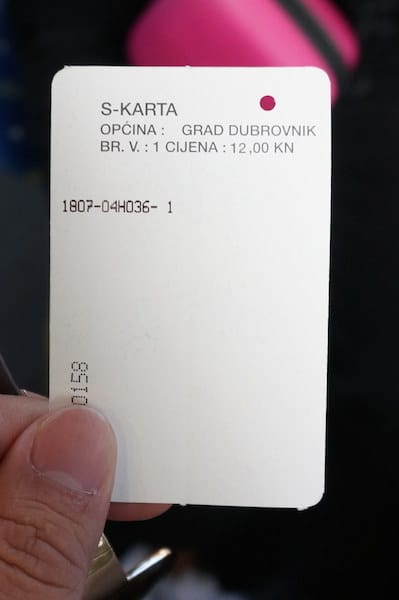 S-KARTA
OPĆINA : GRAD DUBROVNIK
BR. V. : 1 CIJENA : 12,00 KN
1807-04H036- 1
0158